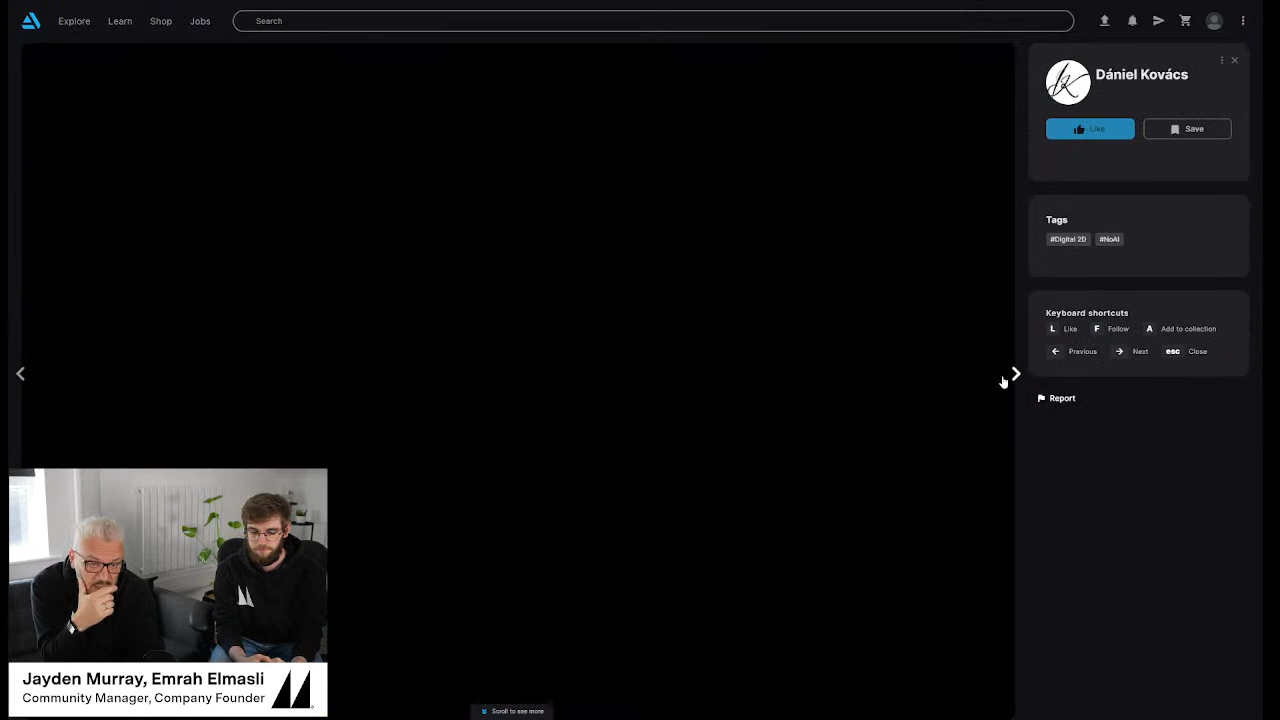 Explore Learn Shop Jobs Search
Dániel Kovács
Like Save
Tags
#Digital 2D #NoAI
Keyboard shortcuts
L Like F Follow A Add to collection
Previous Next esc Close
Report
Jayden Murray, Emrah Elmasli
Community Manager, Company Founder
Scroll to see more